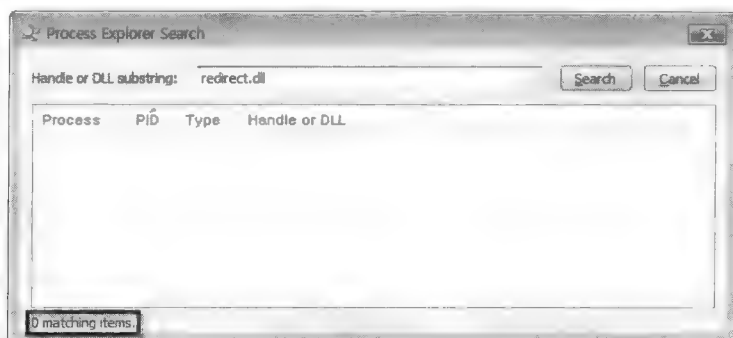 Process Explorer Search
Handle or DLL substring: redirect.dll Search Cancel
Process PID Type Handle or DLL
0 matching items.